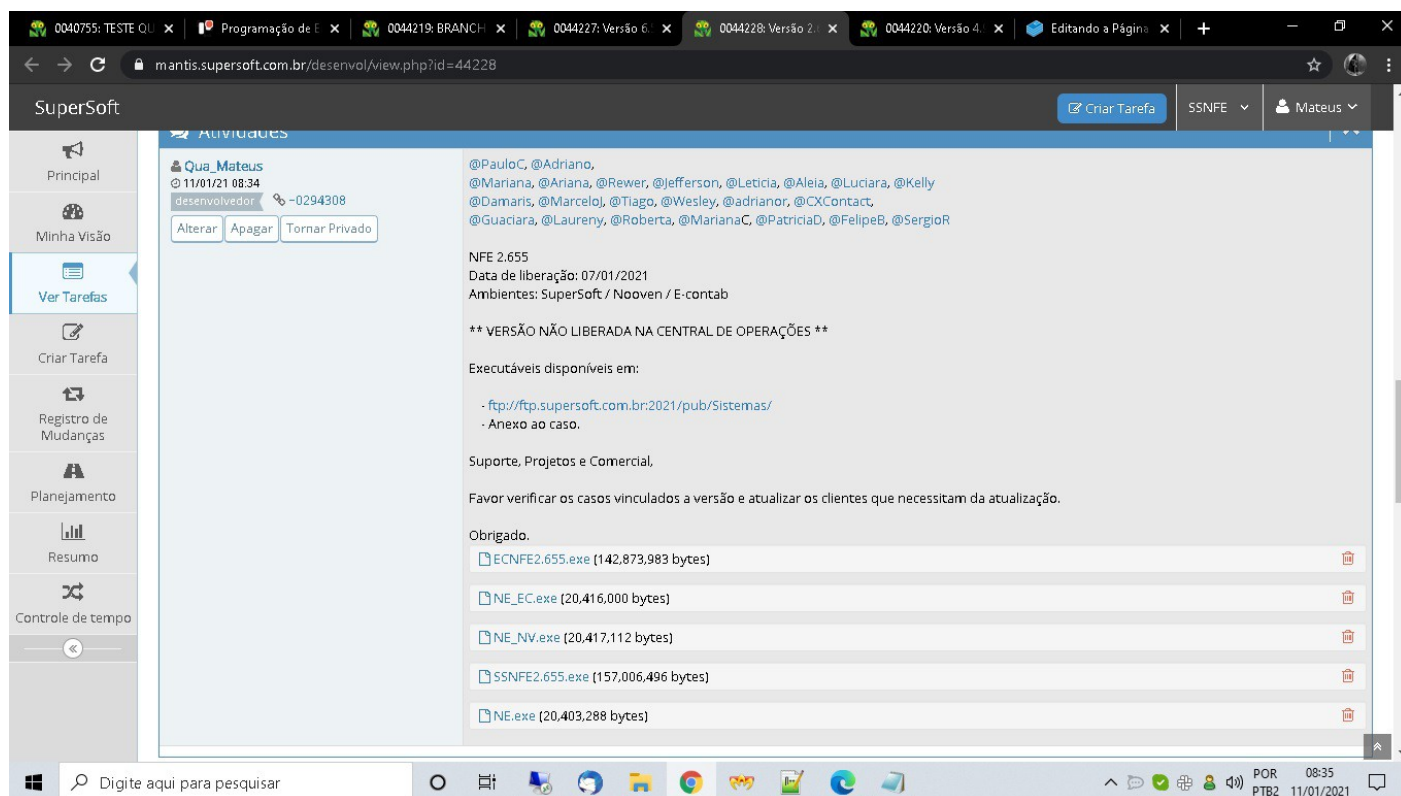 0040755: TESTE QU
Programação de E
0044219: BRANCH
0044227: Versão 6.
0044228: Versão 2.
0044220: Versão 4.
Editando a Página
mantis.supersoft.com.br/desenvol/view.php?id=44228
SuperSoft
Criar Tarefa
SSNFE
Mateus
Principal
Minha Visão
Ver Tarefas
Criar Tarefa
Registro de
Mudanças
Planejamento
Resumo
Controle de tempo
Atividades
Qua_Mateus
11/01/21 08:34
desenvolvedor
~0294308
Alterar Apagar Tornar Privado
@PauloC, @Adriano,
@Mariana, @Ariana, @Rewer, @Jefferson, @Leticia, @Aleia, @Luciara, @Kelly
@Damaris, @MarceloJ, @Tiago, @Wesley, @adrianor, @CXContact,
@Guaciara, @Laureny, @Roberta, @MarianaC, @PatriciaD, @FelipeB, @SergioR
NFE 2.655
Data de liberação: 07/01/2021
Ambientes: SuperSoft / Nooven / E-contab
** VERSÃO NÃO LIBERADA NA CENTRAL DE OPERAÇÕES **
Executáveis disponíveis em:
- ftp://ftp.supersoft.com.br:2021/pub/Sistemas/
- Anexo ao caso.
Suporte, Projetos e Comercial,
Favor verificar os casos vinculados a versão e atualizar os clientes que necessitam da atualização.
Obrigado.
ECNFE2.655.exe (142,873,983 bytes)
NE_EC.exe (20,416,000 bytes)
NE_NV.exe (20,417,112 bytes)
SSNFE2.655.exe (157,006,496 bytes)
NE.exe (20,403,288 bytes)
Digite aqui para pesquisar
POR
PTB2
08:35
11/01/2021